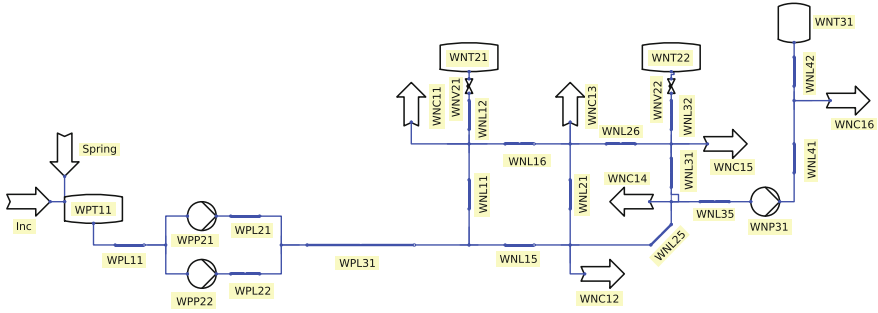 WNT31
WNT21
WNT22
WNL42
WNC11
WNV21
WNL12
WNC13
WNV22
WNL32
WNC16
WNL26
Spring
WNL16
WNC15
WNL41
WNL31
WNC14
WNL11
WNL21
WPT11
WNL35
Inc
WPP21
WPL21
WNP31
WNL25
WPL11
WPL31
WNL15
WPP22
WPL22
WNC12